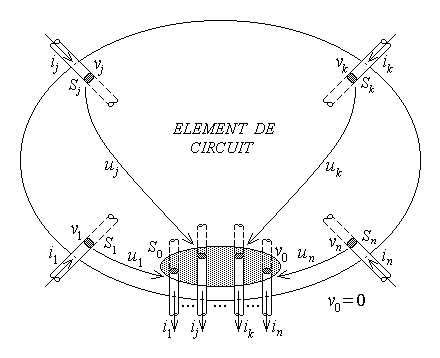 i_j v_j S_j
v_k i_k S_k
ELEMENT DE
CIRCUIT
u_j u_k
v_1 S_1 i_1
u_1 S_0 v_0 u_n
v_n S_n i_n
v_0=0
... ... ...
i_1 i_j i_k i_n